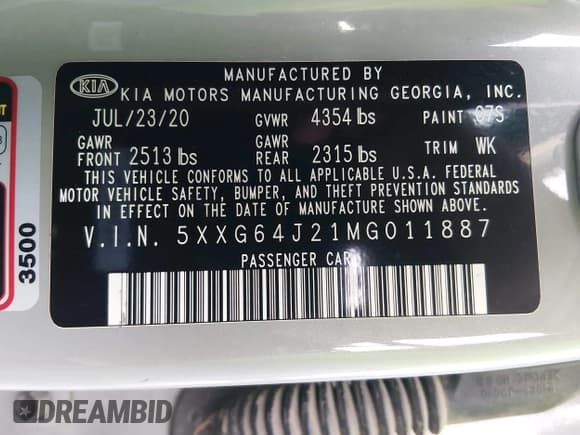 MANUFACTURED BY
KIA KIA MOTORS MANUFACTURING GEORGIA, INC.
JUL/23/20 GVWR 4354 lbs PAINT C7S
GAWR FRONT 2513 lbs GAWR REAR 2315 lbs TRIM WK
THIS VEHICLE CONFORMS TO ALL APPLICABLE U.S.A. FEDERAL
MOTOR VEHICLE SAFETY, BUMPER, AND THEFT PREVENTION STANDARDS
IN EFFECT ON THE DATE OF MANUFACTURE SHOWN ABOVE.
V.I.N. 5XXG64J21MG011887
PASSENGER CAR
3500
DREAMBID